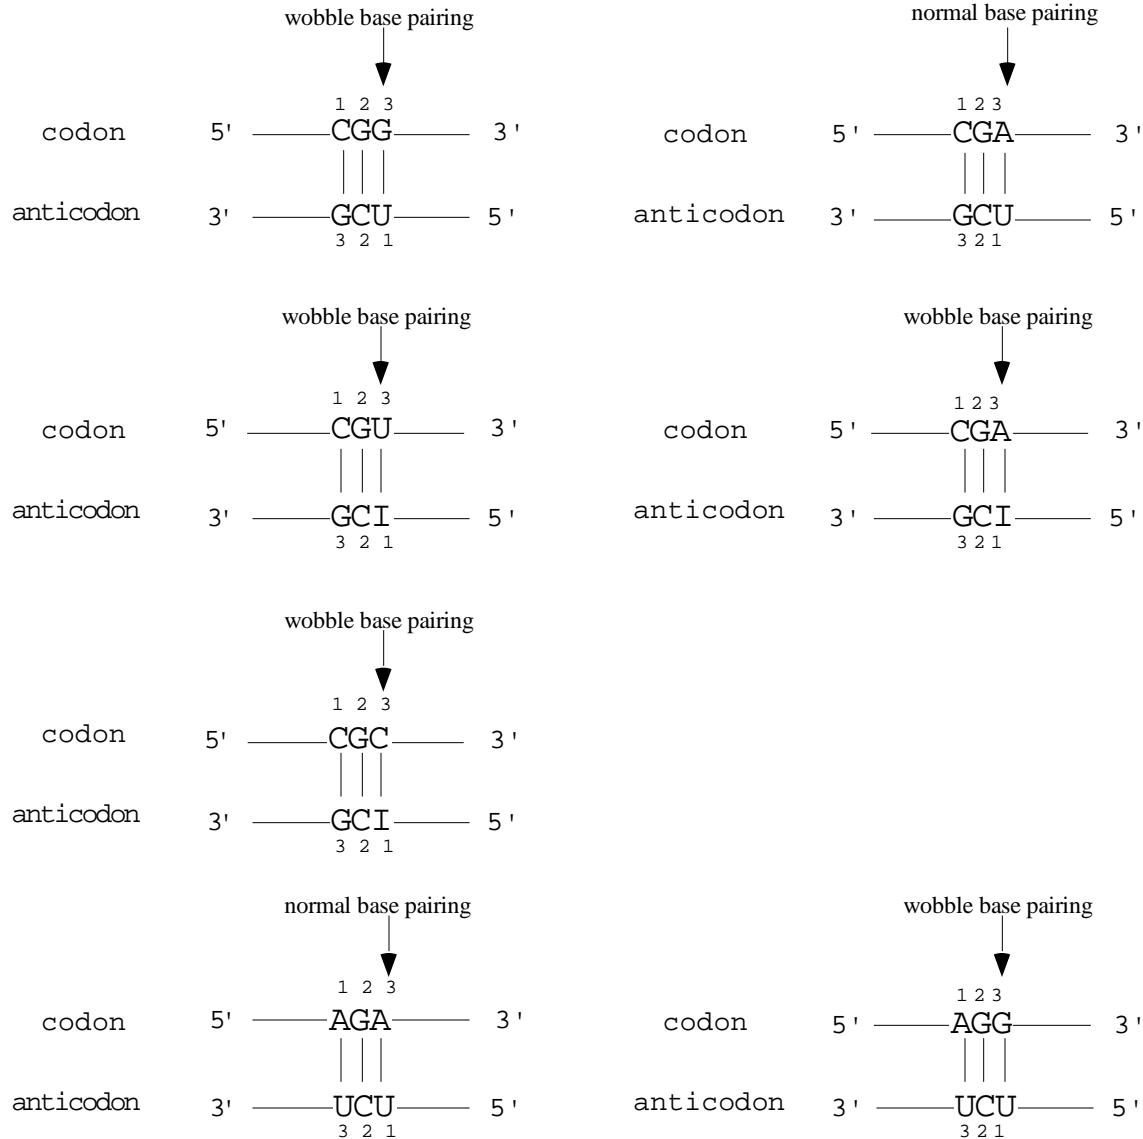 wobble base pairing
1 2 3
codon 5' CGG 3'
anticodon 3' GCU 5'
3 2 1
normal base pairing
1 2 3
codon 5' CGA 3'
anticodon 3' GCU 5'
3 2 1
wobble base pairing
1 2 3
codon 5' CGU 3'
anticodon 3' GCI 5'
3 2 1
wobble base pairing
1 2 3
codon 5' CGA 3'
anticodon 3' GCI 5'
3 2 1
wobble base pairing
1 2 3
codon 5' CGC 3'
anticodon 3' GCI 5'
3 2 1
normal base pairing
1 2 3
codon 5' AGA 3'
anticodon 3' UCU 5'
3 2 1
wobble base pairing
1 2 3
codon 5' AGG 3'
anticodon 3' UCU 5'
3 2 1